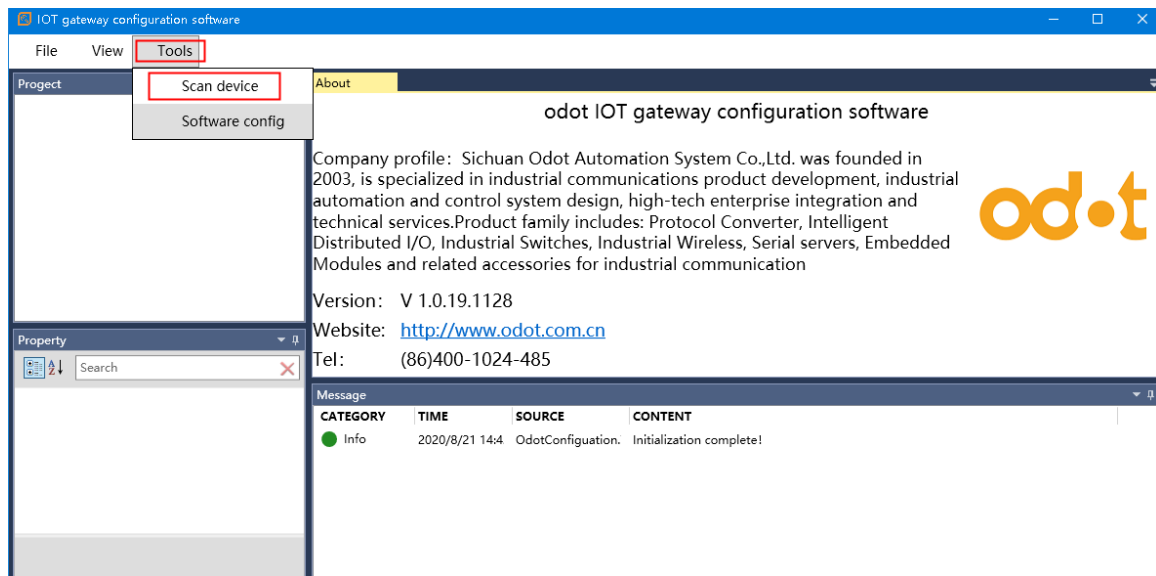 IOT gateway configuration software
File View Tools
Scan device
Software config
Progect
About
odot IOT gateway configuration software
Company profile: Sichuan Odot Automation System Co.,Ltd. was founded in
2003, is specialized in industrial communications product development, industrial
automation and control system design, high-tech enterprise integration and
technical services.Product family includes: Protocol Converter, Intelligent
Distributed I/O, Industrial Switches, Industrial Wireless, Serial servers, Embedded
Modules and related accessories for industrial communication
odot
Version: V 1.0.19.1128
Website: http://www.odot.com.cn
Tel: (86)400-1024-485
Property
Search
Message
CATEGORY TIME SOURCE CONTENT
Info 2020/8/21 14:4 OdotConfiguation. Initialization complete!